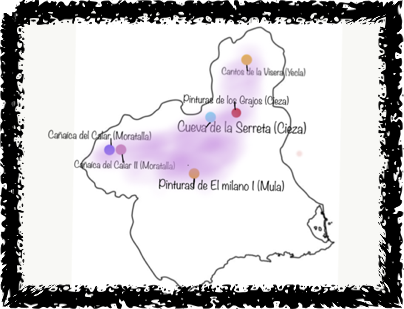 Cantos de la Visera (Yecla)
Pinturas de los Grajos (Cieza)
Cueva de la Serreta (Cieza)
Cañaica del Calar (Moratalla)
Cañaica del Calar II (Moratalla)
Pinturas de El milano I (Mula)